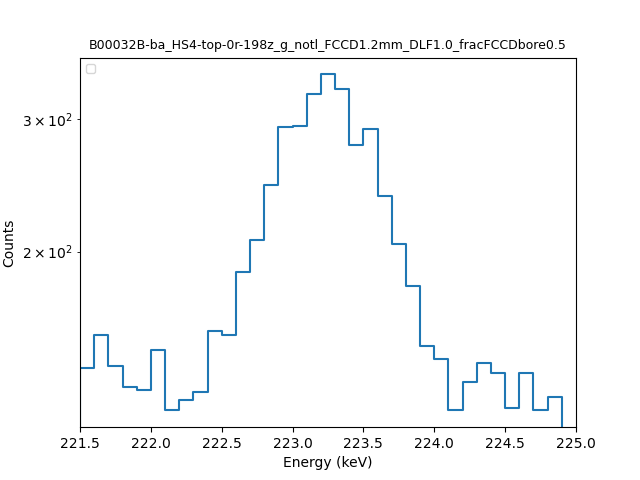 B00032B-ba_HS4-top-0r-198z_g_notl_FCCD1.2mm_DLF1.0_fracFCCDbore0.5
3 × 10²
2 × 10²
Counts
221.5 222.0 222.5 223.0 223.5 224.0 224.5 225.0
Energy (keV)